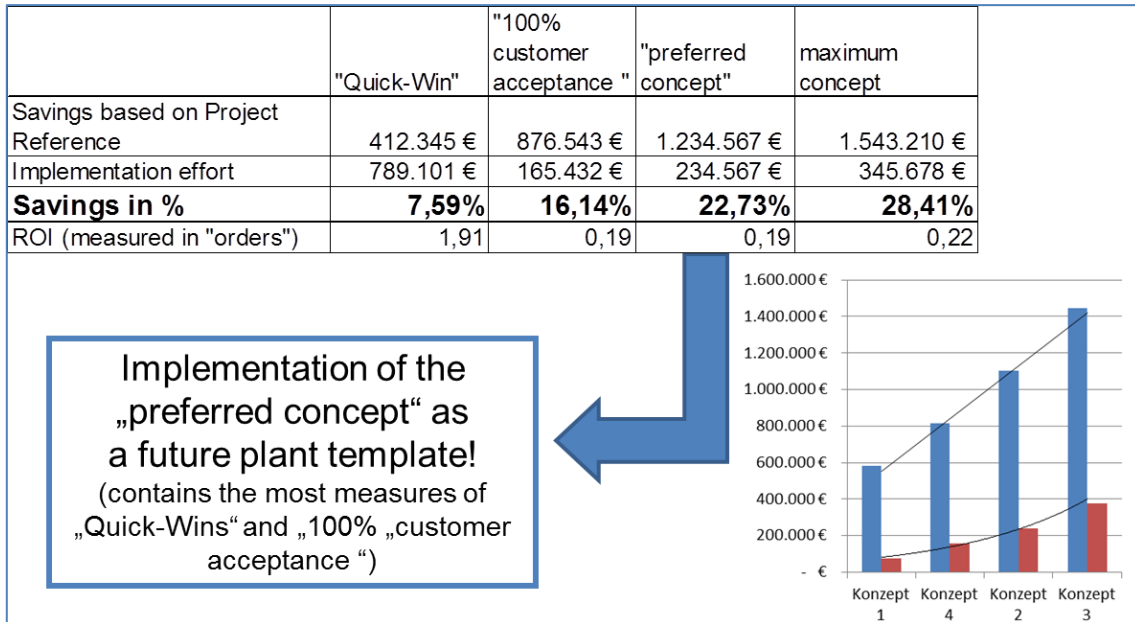 "Quick-Win" "100% customer acceptance " "preferred concept" maximum concept
Savings based on Project
Reference 412.345 € 876.543 € 1.234.567 € 1.543.210 €
Implementation effort 789.101 € 165.432 € 234.567 € 345.678 €
Savings in % 7,59% 16,14% 22,73% 28,41%
ROI (measured in "orders") 1,91 0,19 0,19 0,22
Implementation of the
„preferred concept“ as
a future plant template!
(contains the most measures of
„Quick-Wins“ and „100% „customer
acceptance “)
1.600.000 €
1.400.000 €
1.200.000 €
1.000.000 €
800.000 €
600.000 €
400.000 €
200.000 €
- €
Konzept Konzept Konzept Konzept
1 4 2 3